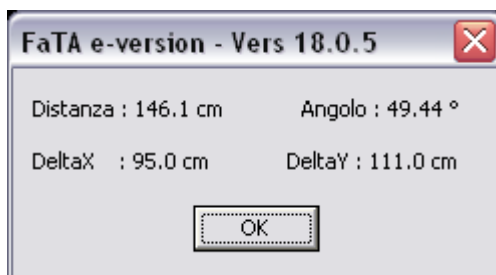 FaTA e-version - Vers 18.0.5
Distanza : 146.1 cm Angolo : 49.44 °
DeltaX : 95.0 cm DeltaY : 111.0 cm
OK